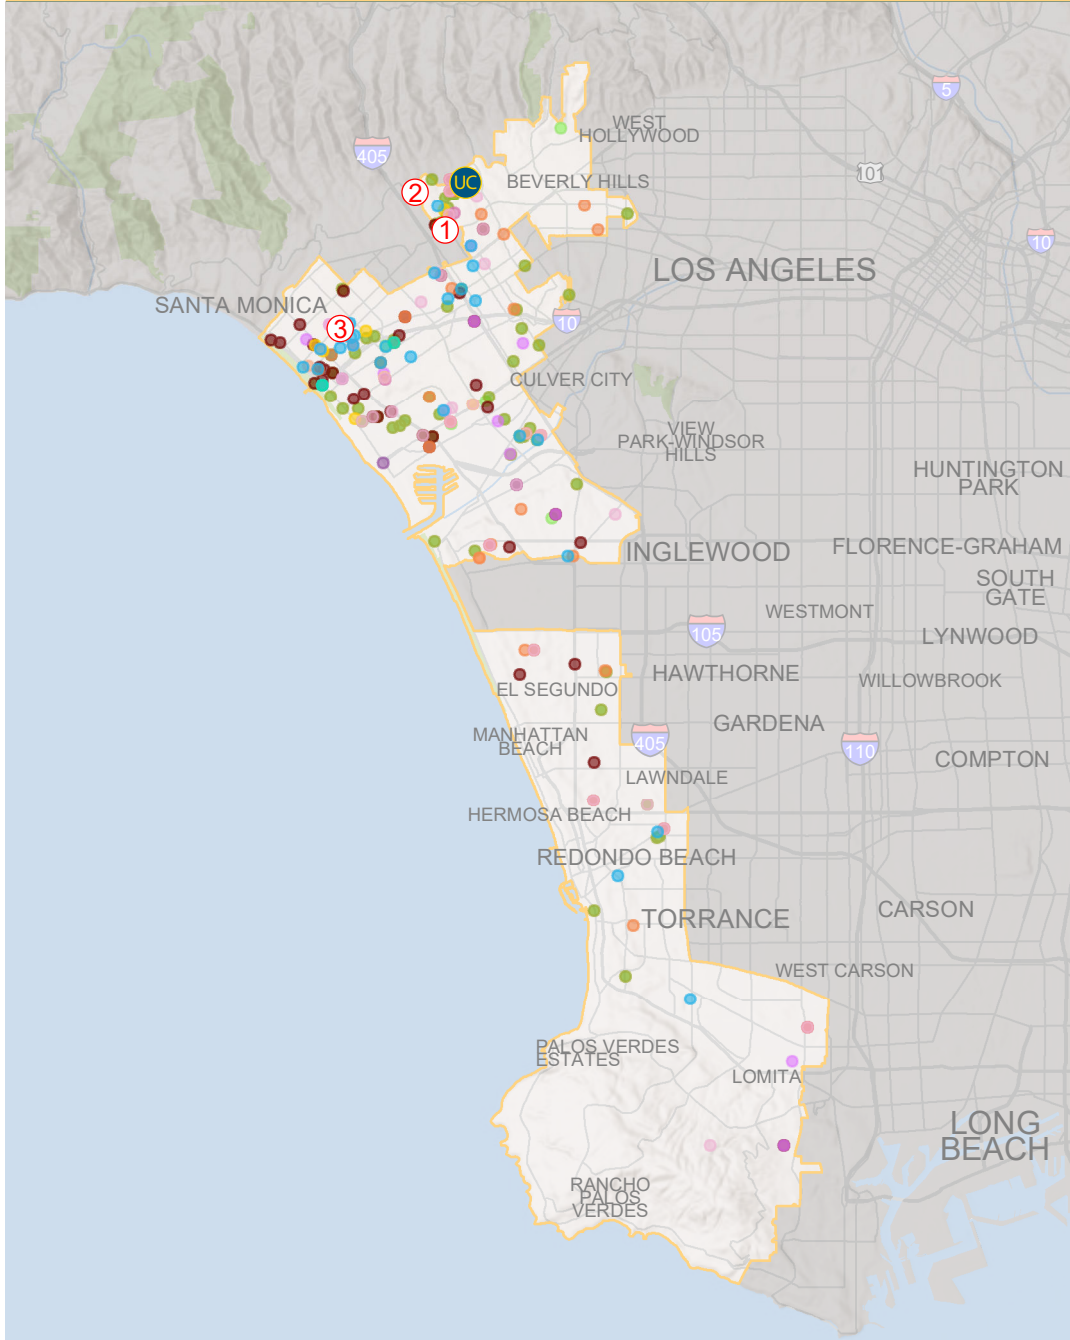 5
WEST
HOLLYWOOD
405
101
2
UC
BEVERLY HILLS
1
10
LOS ANGELES
SANTA MONICA
3
10
CULVER CITY
VIEW
PARK-WINDSOR
HILLS
HUNTINGTON
PARK
INGLEWOOD
FLORENCE-GRAHAM
SOUTH
GATE
WESTMONT
105
LYNWOOD
HAWTHORNE
WILLOWBROOK
EL SEGUNDO
GARDENA
MANHATTAN
BEACH
405
110
COMPTON
LAWNDALE
HERMOSA BEACH
REDONDO BEACH
CARSON
TORRANCE
WEST CARSON
PALOS VERDES
ESTATES
LOMITA
LONG
BEACH
RANCHO
PALOS
VERDES